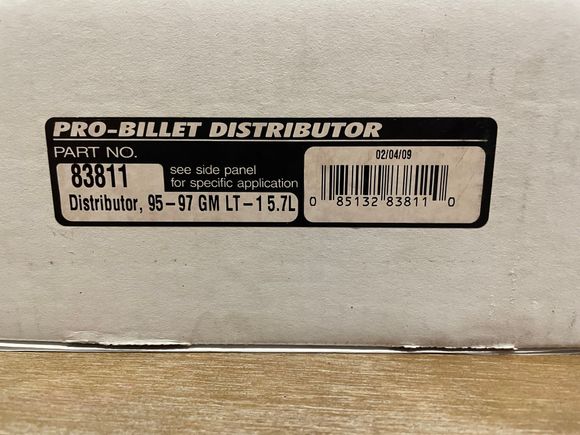 PRO-BILLET DISTRIBUTOR
PART NO.
83811
see side panel
for specific application
Distributor, 95-97 GM LT-1 5.7L
02/04/09
0 85132 83811 0